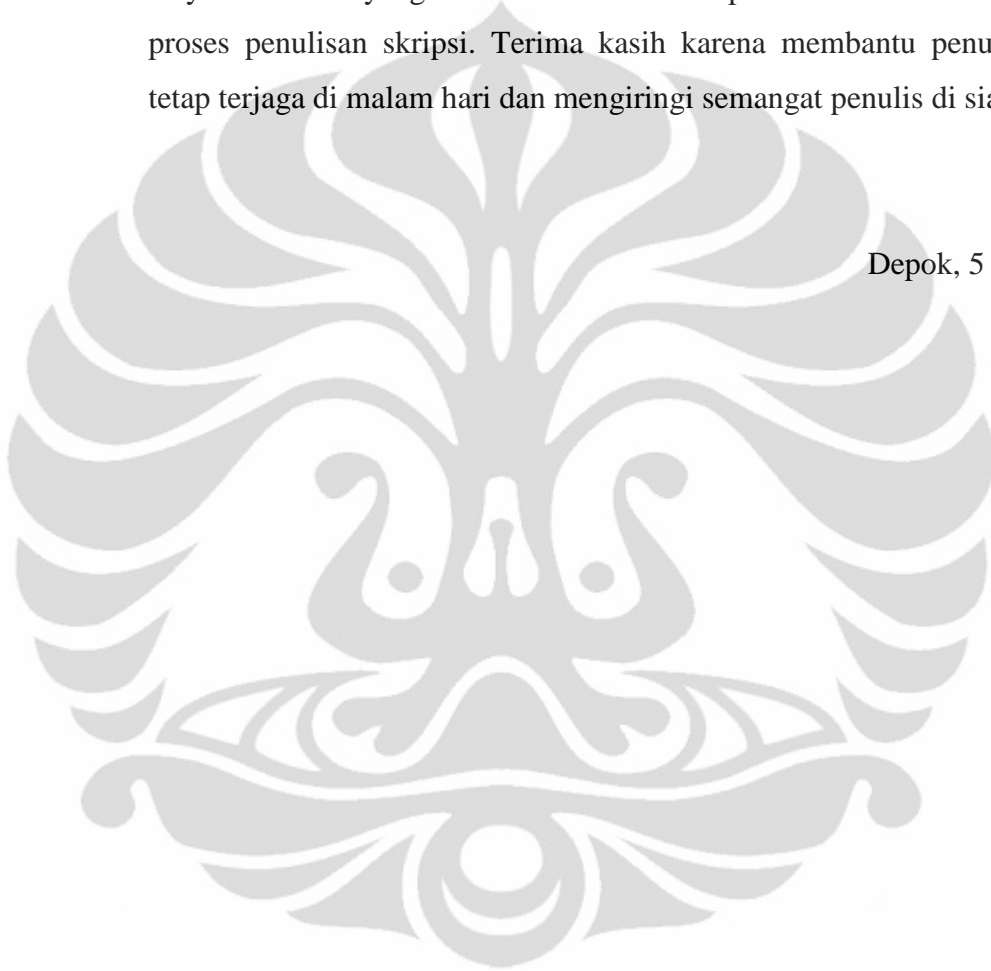 proses penulisan skripsi. Terima kasih karena membantu penu
tetap terjaga di malam hari dan mengiringi semangat penulis di sia
Depok, 5